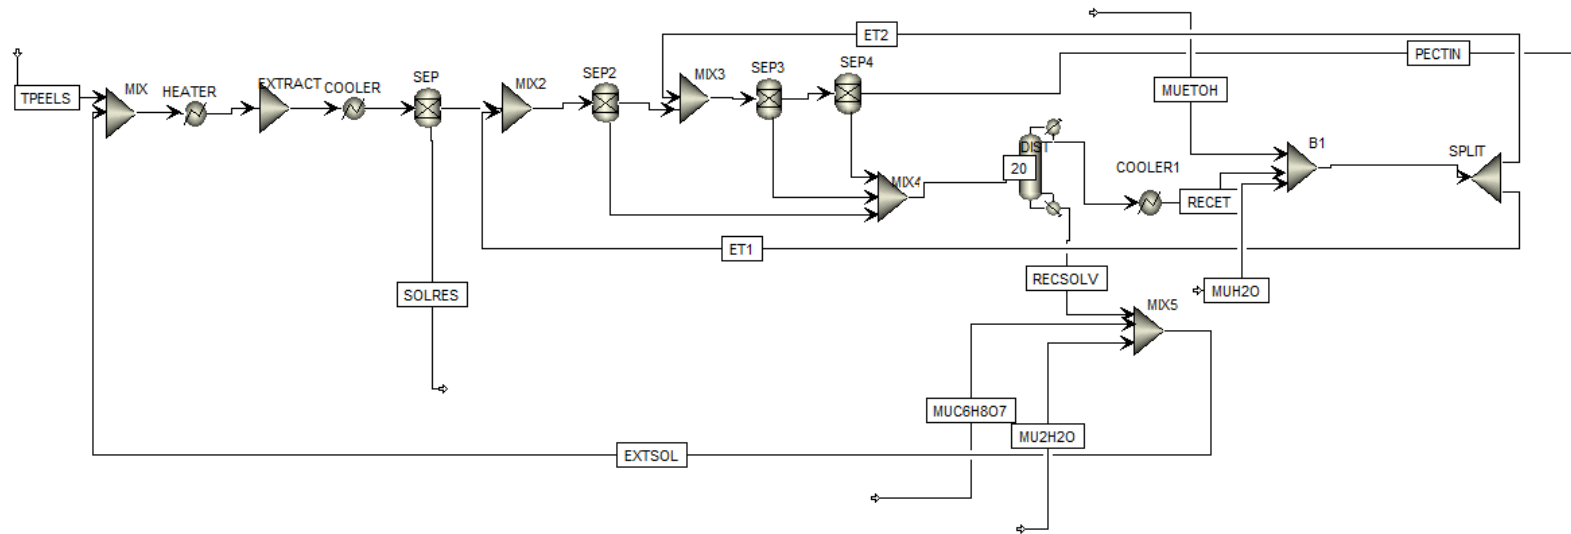 ET2
PECTIN
SEP4
SEP3
MIX3
SEP
MIX2
SEP2
MIX
HEATER
EXTRACT
COOLER
TPEELS
MUETOH
B1
SPLIT
DIST
20
COOLER1
MIX4
RECET
ET1
RECSOLV
MUH2O
SOLRES
MIX5
MUC6H8O7
MU2H2O
EXTSOL